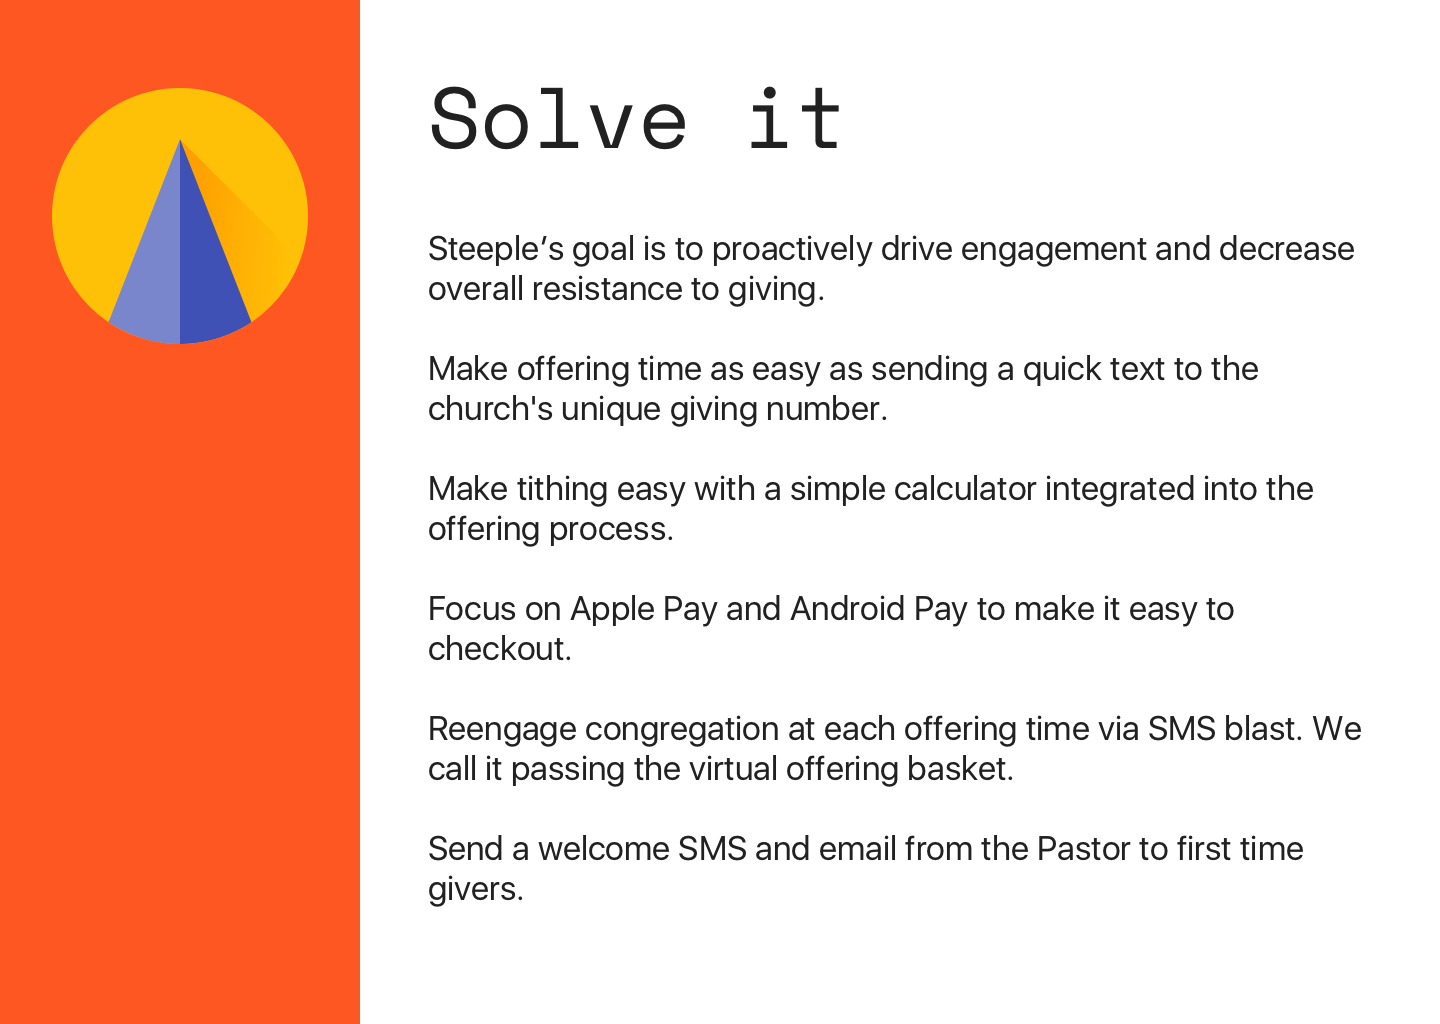 Solve it
Steeple’s goal is to proactively drive engagement and decrease
overall resistance to giving.
Make offering time as easy as sending a quick text to the
church's unique giving number.
Make tithing easy with a simple calculator integrated into the
offering process.
Focus on Apple Pay and Android Pay to make it easy to
checkout.
Reengage congregation at each offering time via SMS blast. We
call it passing the virtual offering basket.
Send a welcome SMS and email from the Pastor to first time
givers.